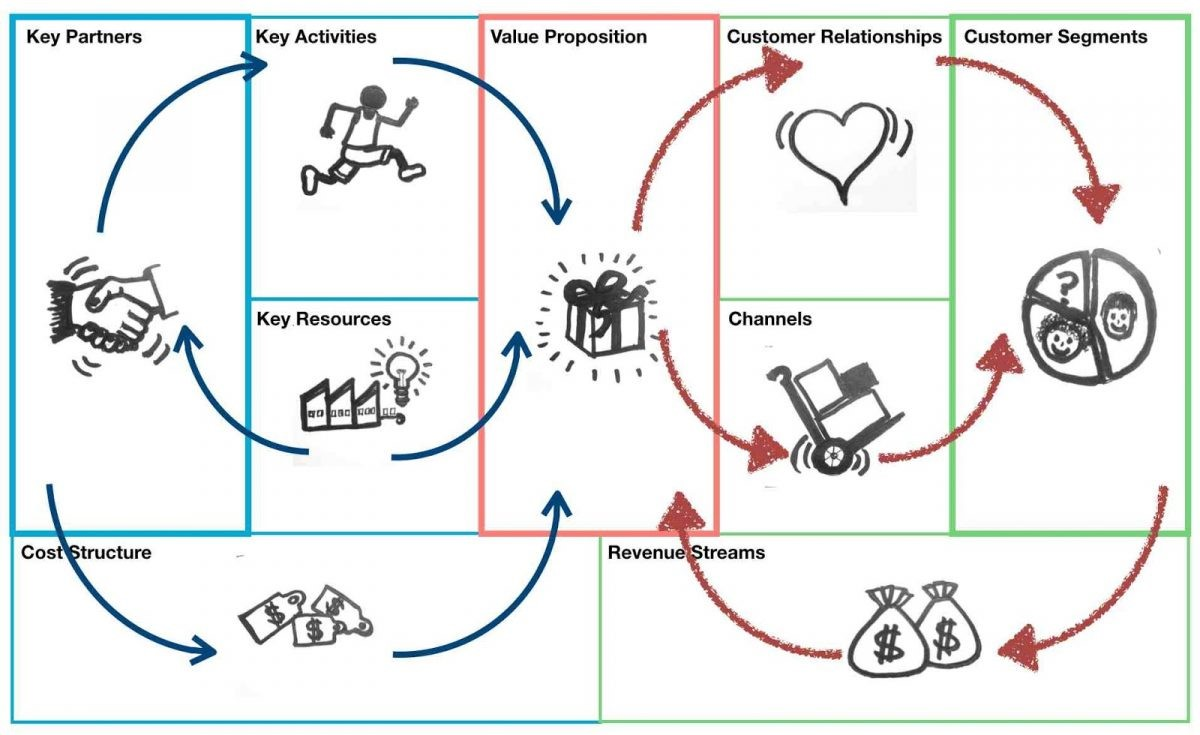 Key Partners
Key Activities
Value Proposition
Customer Relationships
Customer Segments
Key Resources
Channels
?
Cost Structure
Revenue Streams
$
$
$
$
$